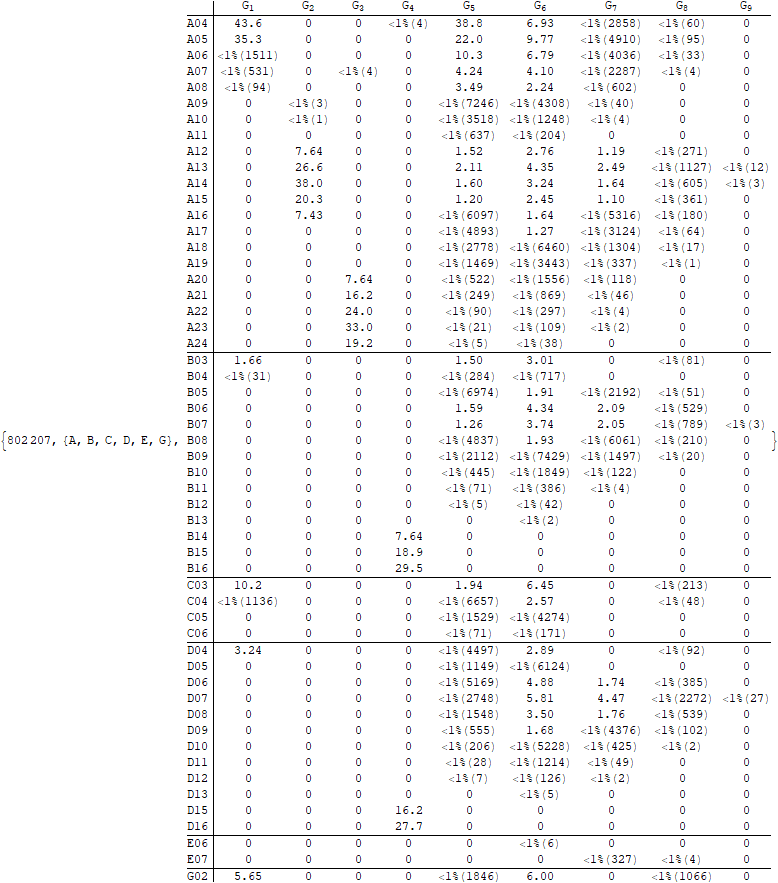 G1 G2 G3 G4 G5 G6 G7 G8 G9
A04 43.6 0 0 <1%(4) 38.8 6.93 <1%(2858) <1%(60) 0
A05 35.3 0 0 0 22.0 9.77 <1%(4910) <1%(95) 0
A06 <1%(1511) 0 0 0 10.3 6.79 <1%(4036) <1%(33) 0
A07 <1%(531) 0 <1%(4) 0 4.24 4.10 <1%(2287) <1%(4) 0
A08 <1%(94) 0 0 0 3.49 2.24 <1%(602) 0 0
A09 0 <1%(3) 0 0 <1%(7246) <1%(4308) <1%(40) 0 0
A10 0 <1%(1) 0 0 <1%(3518) <1%(1248) <1%(4) 0 0
A11 0 0 0 0 <1%(637) <1%(204) 0 0 0
A12 0 7.64 0 0 1.52 2.76 1.19 <1%(271) 0
A13 0 26.6 0 0 2.11 4.35 2.49 <1%(1127) <1%(12)
A14 0 38.0 0 0 1.60 3.24 1.64 <1%(605) <1%(3)
A15 0 20.3 0 0 1.20 2.45 1.10 <1%(361) 0
A16 0 7.43 0 0 <1%(6097) 1.64 <1%(5316) <1%(180) 0
A17 0 0 0 0 <1%(4893) 1.27 <1%(3124) <1%(64) 0
A18 0 0 0 0 <1%(2778) <1%(6460) <1%(1304) <1%(17) 0
A19 0 0 0 0 <1%(1469) <1%(3443) <1%(337) <1%(1) 0
A20 0 0 7.64 0 <1%(522) <1%(1556) <1%(118) 0 0
A21 0 0 16.2 0 <1%(249) <1%(869) <1%(46) 0 0
A22 0 0 24.0 0 <1%(90) <1%(297) <1%(4) 0 0
A23 0 0 33.0 0 <1%(21) <1%(109) <1%(2) 0 0
A24 0 0 19.2 0 <1%(5) <1%(38) 0 0 0
B03 1.66 0 0 0 1.50 3.01 0 <1%(81) 0
B04 <1%(31) 0 0 0 <1%(284) <1%(717) 0 0 0
B05 0 0 0 0 <1%(6974) 1.91 <1%(2192) <1%(51) 0
B06 0 0 0 0 1.59 4.34 2.09 <1%(529) 0
B07 0 0 0 0 1.26 3.74 2.05 <1%(789) <1%(3)
{802207, {A, B, C, D, E, G}, B08 0 0 0 0 <1%(4837) 1.93 <1%(6061) <1%(210) 0 }
B09 0 0 0 0 <1%(2112) <1%(7429) <1%(1497) <1%(20) 0
B10 0 0 0 0 <1%(445) <1%(1849) <1%(122) 0 0
B11 0 0 0 0 <1%(71) <1%(386) <1%(4) 0 0
B12 0 0 0 0 <1%(5) <1%(42) 0 0 0
B13 0 0 0 0 0 <1%(2) 0 0 0
B14 0 0 0 7.64 0 0 0 0 0
B15 0 0 0 18.9 0 0 0 0 0
B16 0 0 0 29.5 0 0 0 0 0
C03 10.2 0 0 0 1.94 6.45 0 <1%(213) 0
C04 <1%(1136) 0 0 0 <1%(6657) 2.57 0 <1%(48) 0
C05 0 0 0 0 <1%(1529) <1%(4274) 0 0 0
C06 0 0 0 0 <1%(71) <1%(171) 0 0 0
D04 3.24 0 0 0 <1%(4497) 2.89 0 <1%(92) 0
D05 0 0 0 0 <1%(1149) <1%(6124) 0 0 0
D06 0 0 0 0 <1%(5169) 4.88 1.74 <1%(385) 0
D07 0 0 0 0 <1%(2748) 5.81 4.47 <1%(2272) <1%(27)
D08 0 0 0 0 <1%(1548) 3.50 1.76 <1%(539) 0
D09 0 0 0 0 <1%(555) 1.68 <1%(4376) <1%(102) 0
D10 0 0 0 0 <1%(206) <1%(5228) <1%(425) <1%(2) 0
D11 0 0 0 0 <1%(28) <1%(1214) <1%(49) 0 0
D12 0 0 0 0 <1%(7) <1%(126) <1%(2) 0 0
D13 0 0 0 0 0 <1%(5) 0 0 0
D15 0 0 0 16.2 0 0 0 0 0
D16 0 0 0 27.7 0 0 0 0 0
E06 0 0 0 0 0 <1%(6) 0 0 0
E07 0 0 0 0 0 0 <1%(327) <1%(4) 0
G02 5.65 0 0 0 <1%(1846) 6.00 0 <1%(1066) 0